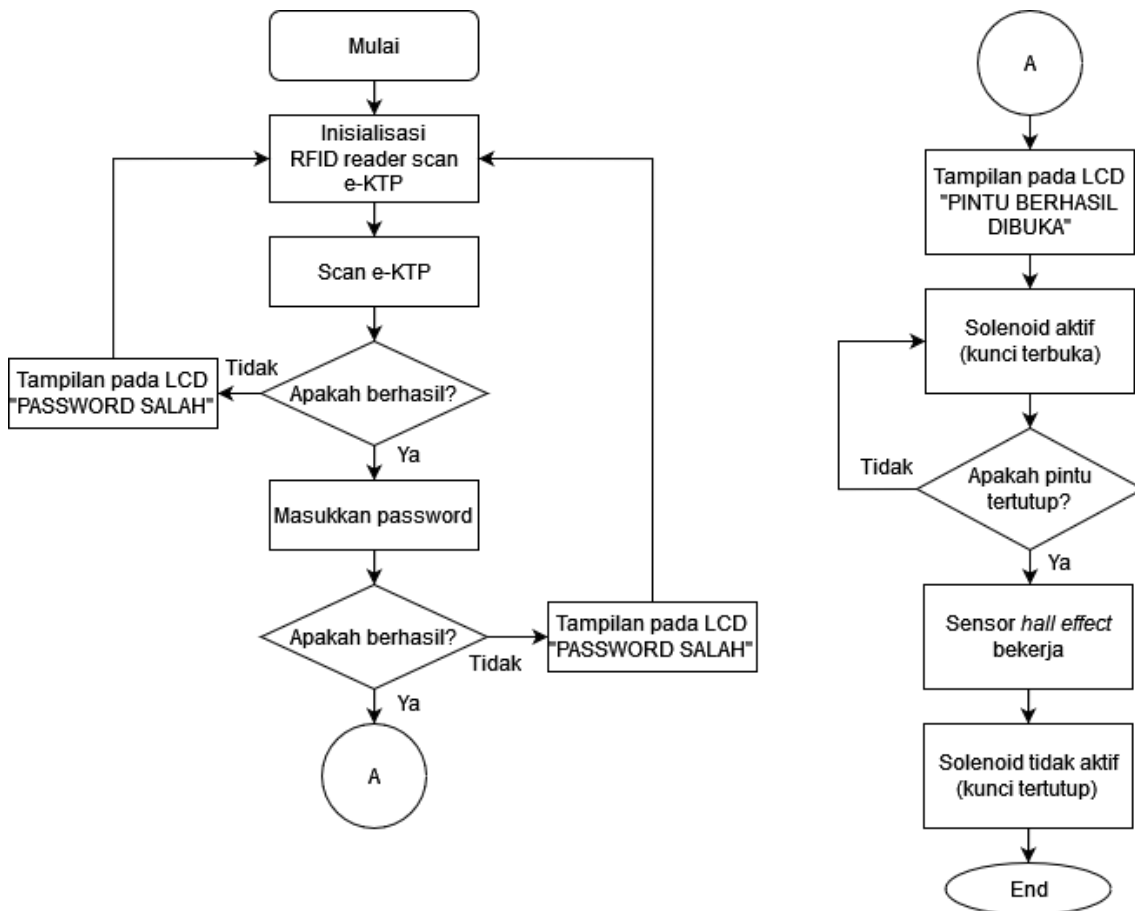 Mulai
Inisialisasi
RFID reader scan
e-KTP
Scan e-KTP
Apakah berhasil?
Tidak
Tampilan pada LCD
"PASSWORD SALAH"
Ya
Masukkan password
Apakah berhasil?
Tidak
Tampilan pada LCD
"PASSWORD SALAH"
Ya
A
A
Tampilan pada LCD
"PINTU BERHASIL
DIBUKA"
Solenoid aktif
(kunci terbuka)
Apakah pintu
tertutup?
Tidak
Ya
Sensor hall effect
bekerja
Solenoid tidak aktif
(kunci tertutup)
End